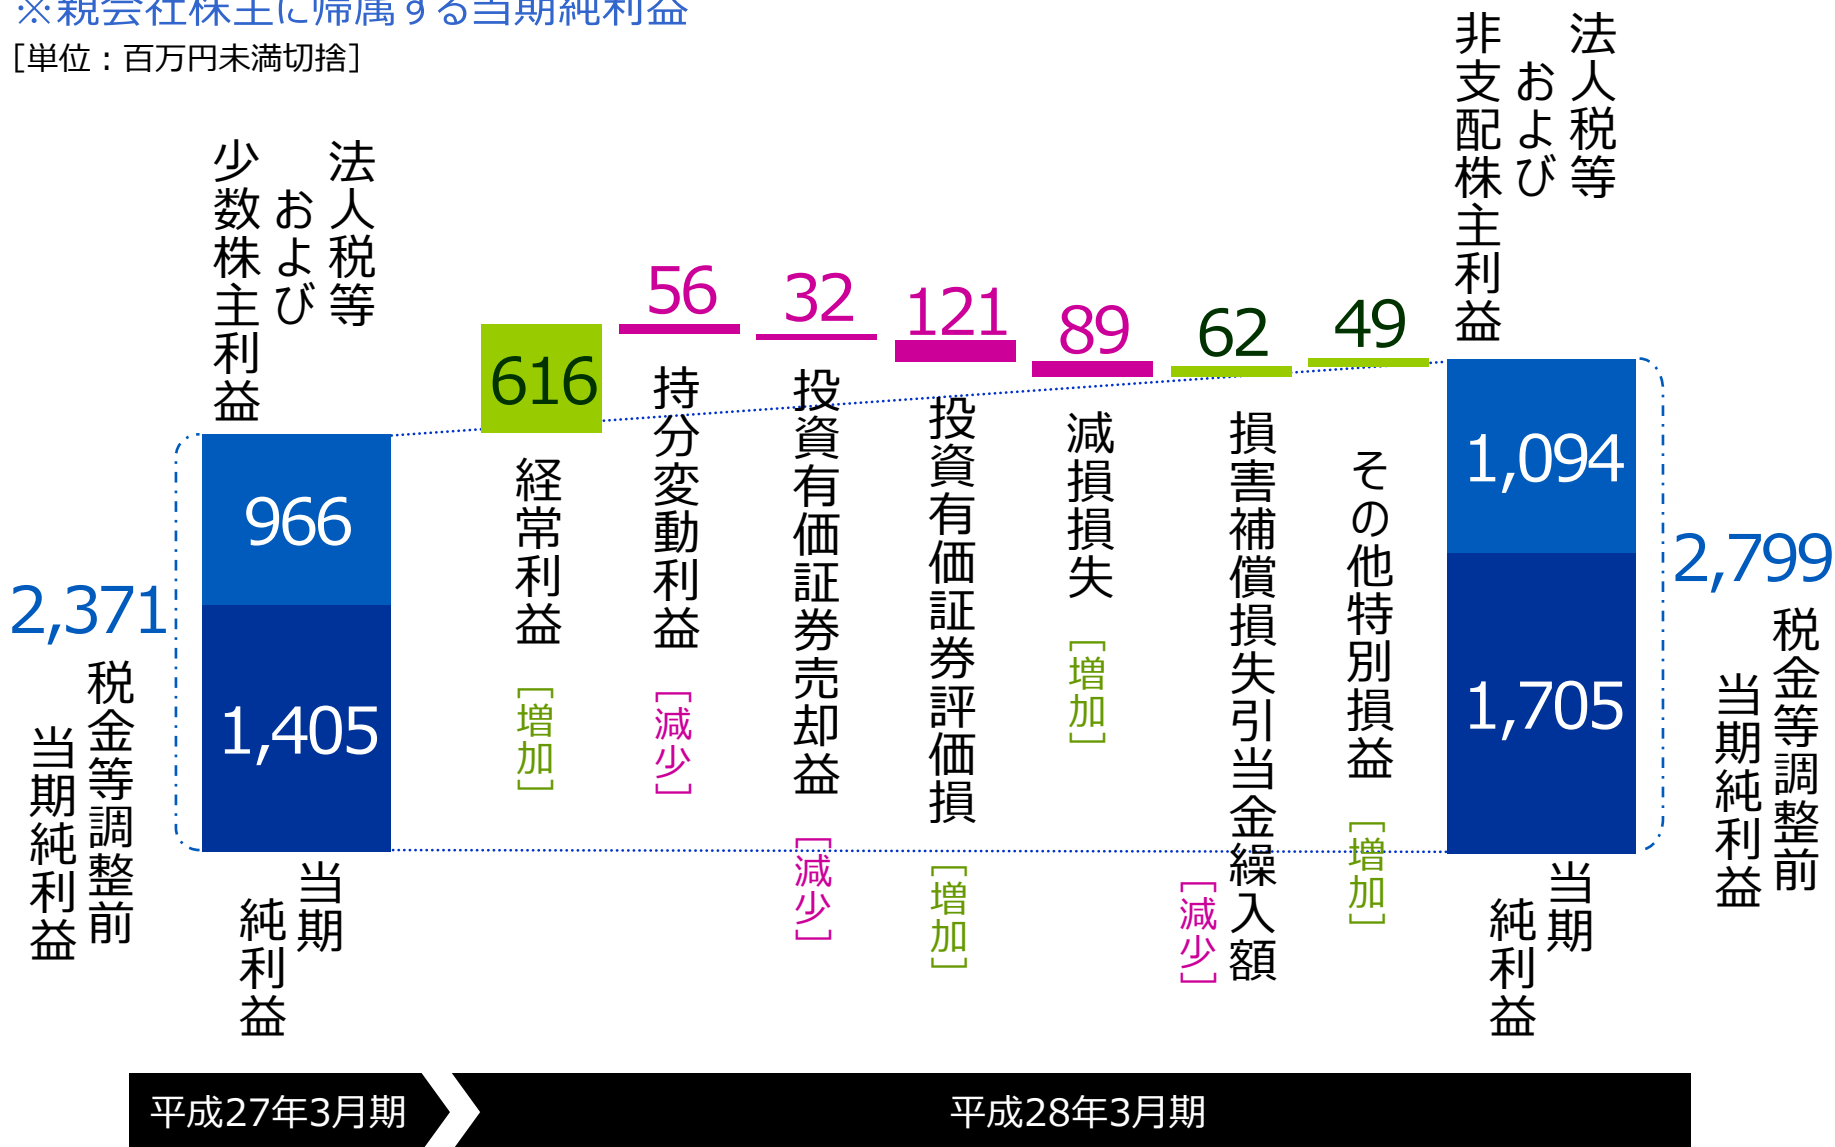 ※親会社株主に帰属する当期純利益
［単位：百万円未満切捨］
法人税等
および
少数株主利益
966
1,405
2,371
税金等調整前
当期純利益
当期
純利益
616
経常利益
［増加］
56
持分変動利益
［減少］
32
投資有価証券売却益
［減少］
121
投資有価証券評価損
［増加］
89
減損損失
［増加］
62
損害補償損失引当金繰入額
［減少］
49
その他特別損益
［増加］
法人税等
および
非支配株主利益
1,094
1,705
2,799
税金等調整前
当期純利益
当期
純利益
平成27年3月期
平成28年3月期